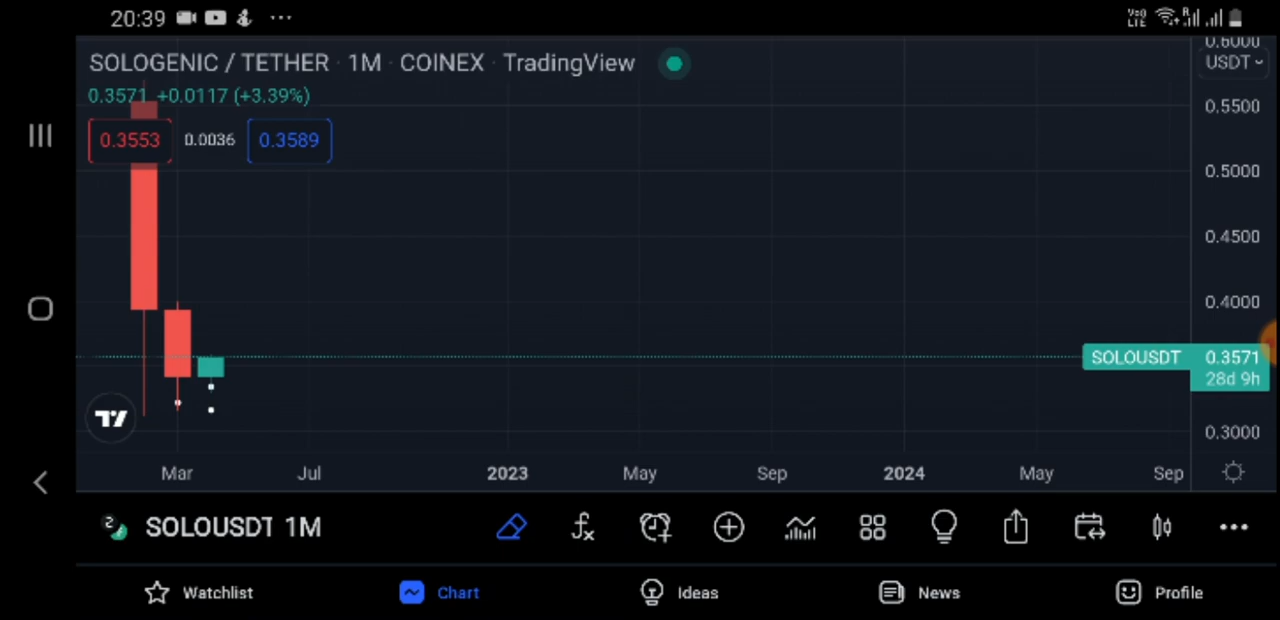 20:39
Vo9 LTE R
SOLOGENIC / TETHER · 1M · COINEX · TradingView
0.3571 +0.0117 (+3.39%)
0.3553 0.0036 0.3589
0.6000
USDT
0.5500
0.5000
0.4500
0.4000
SOLOUSDT 0.3571
28d 9h
0.3000
Mar Jul 2023 May Sep 2024 May Sep
SOLOUSDT 1M
Watchlist Chart Ideas News Profile